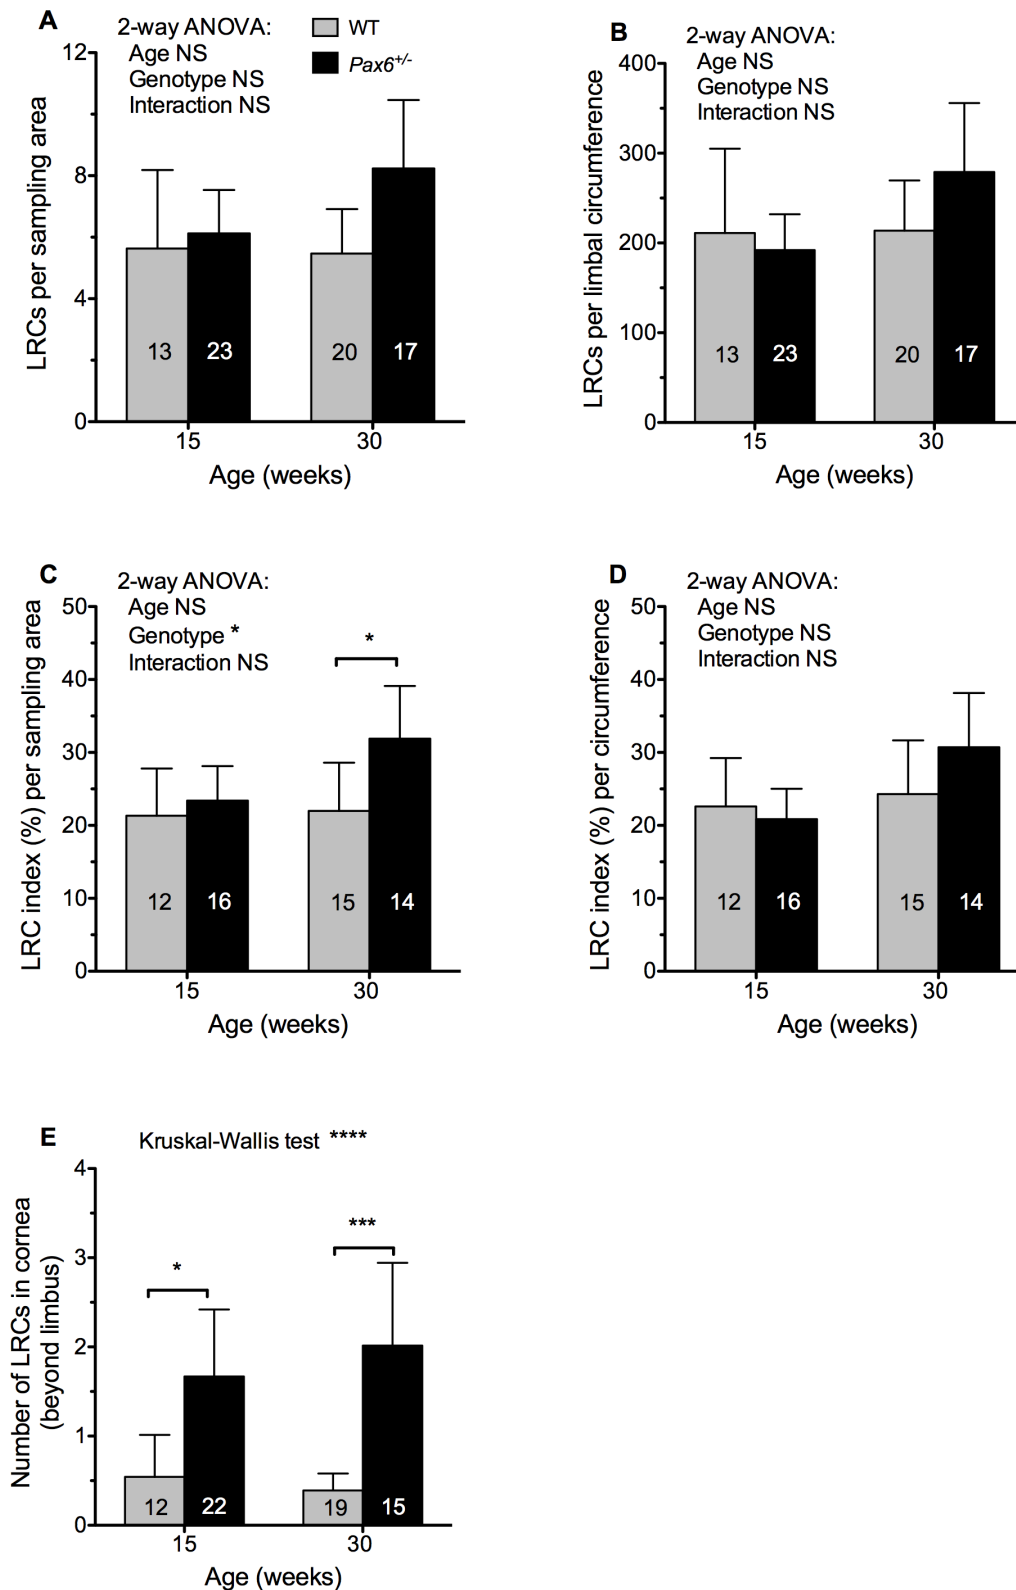 A
2-way ANOVA:
Age NS
Genotype NS
Interaction NS
WT
Pax6+/-
12
8
4
0
LRCs per sampling area
13
23
20
17
15
30
Age (weeks)
B
2-way ANOVA:
Age NS
Genotype NS
Interaction NS
400
300
200
100
0
LRCs per limbal circumference
13
23
20
17
15
30
Age (weeks)
C
2-way ANOVA:
Age NS
Genotype *
Interaction NS
*
50
40
30
20
10
0
LRC index (%) per sampling area
12
16
15
14
15
30
Age (weeks)
D
2-way ANOVA:
Age NS
Genotype NS
Interaction NS
50
40
30
20
10
0
LRC index (%) per circumference
12
16
15
14
15
30
Age (weeks)
E
Kruskal-Wallis test ****
*
***
4
3
2
1
0
Number of LRCs in cornea
(beyond limbus)
12
22
19
15
15
30
Age (weeks)